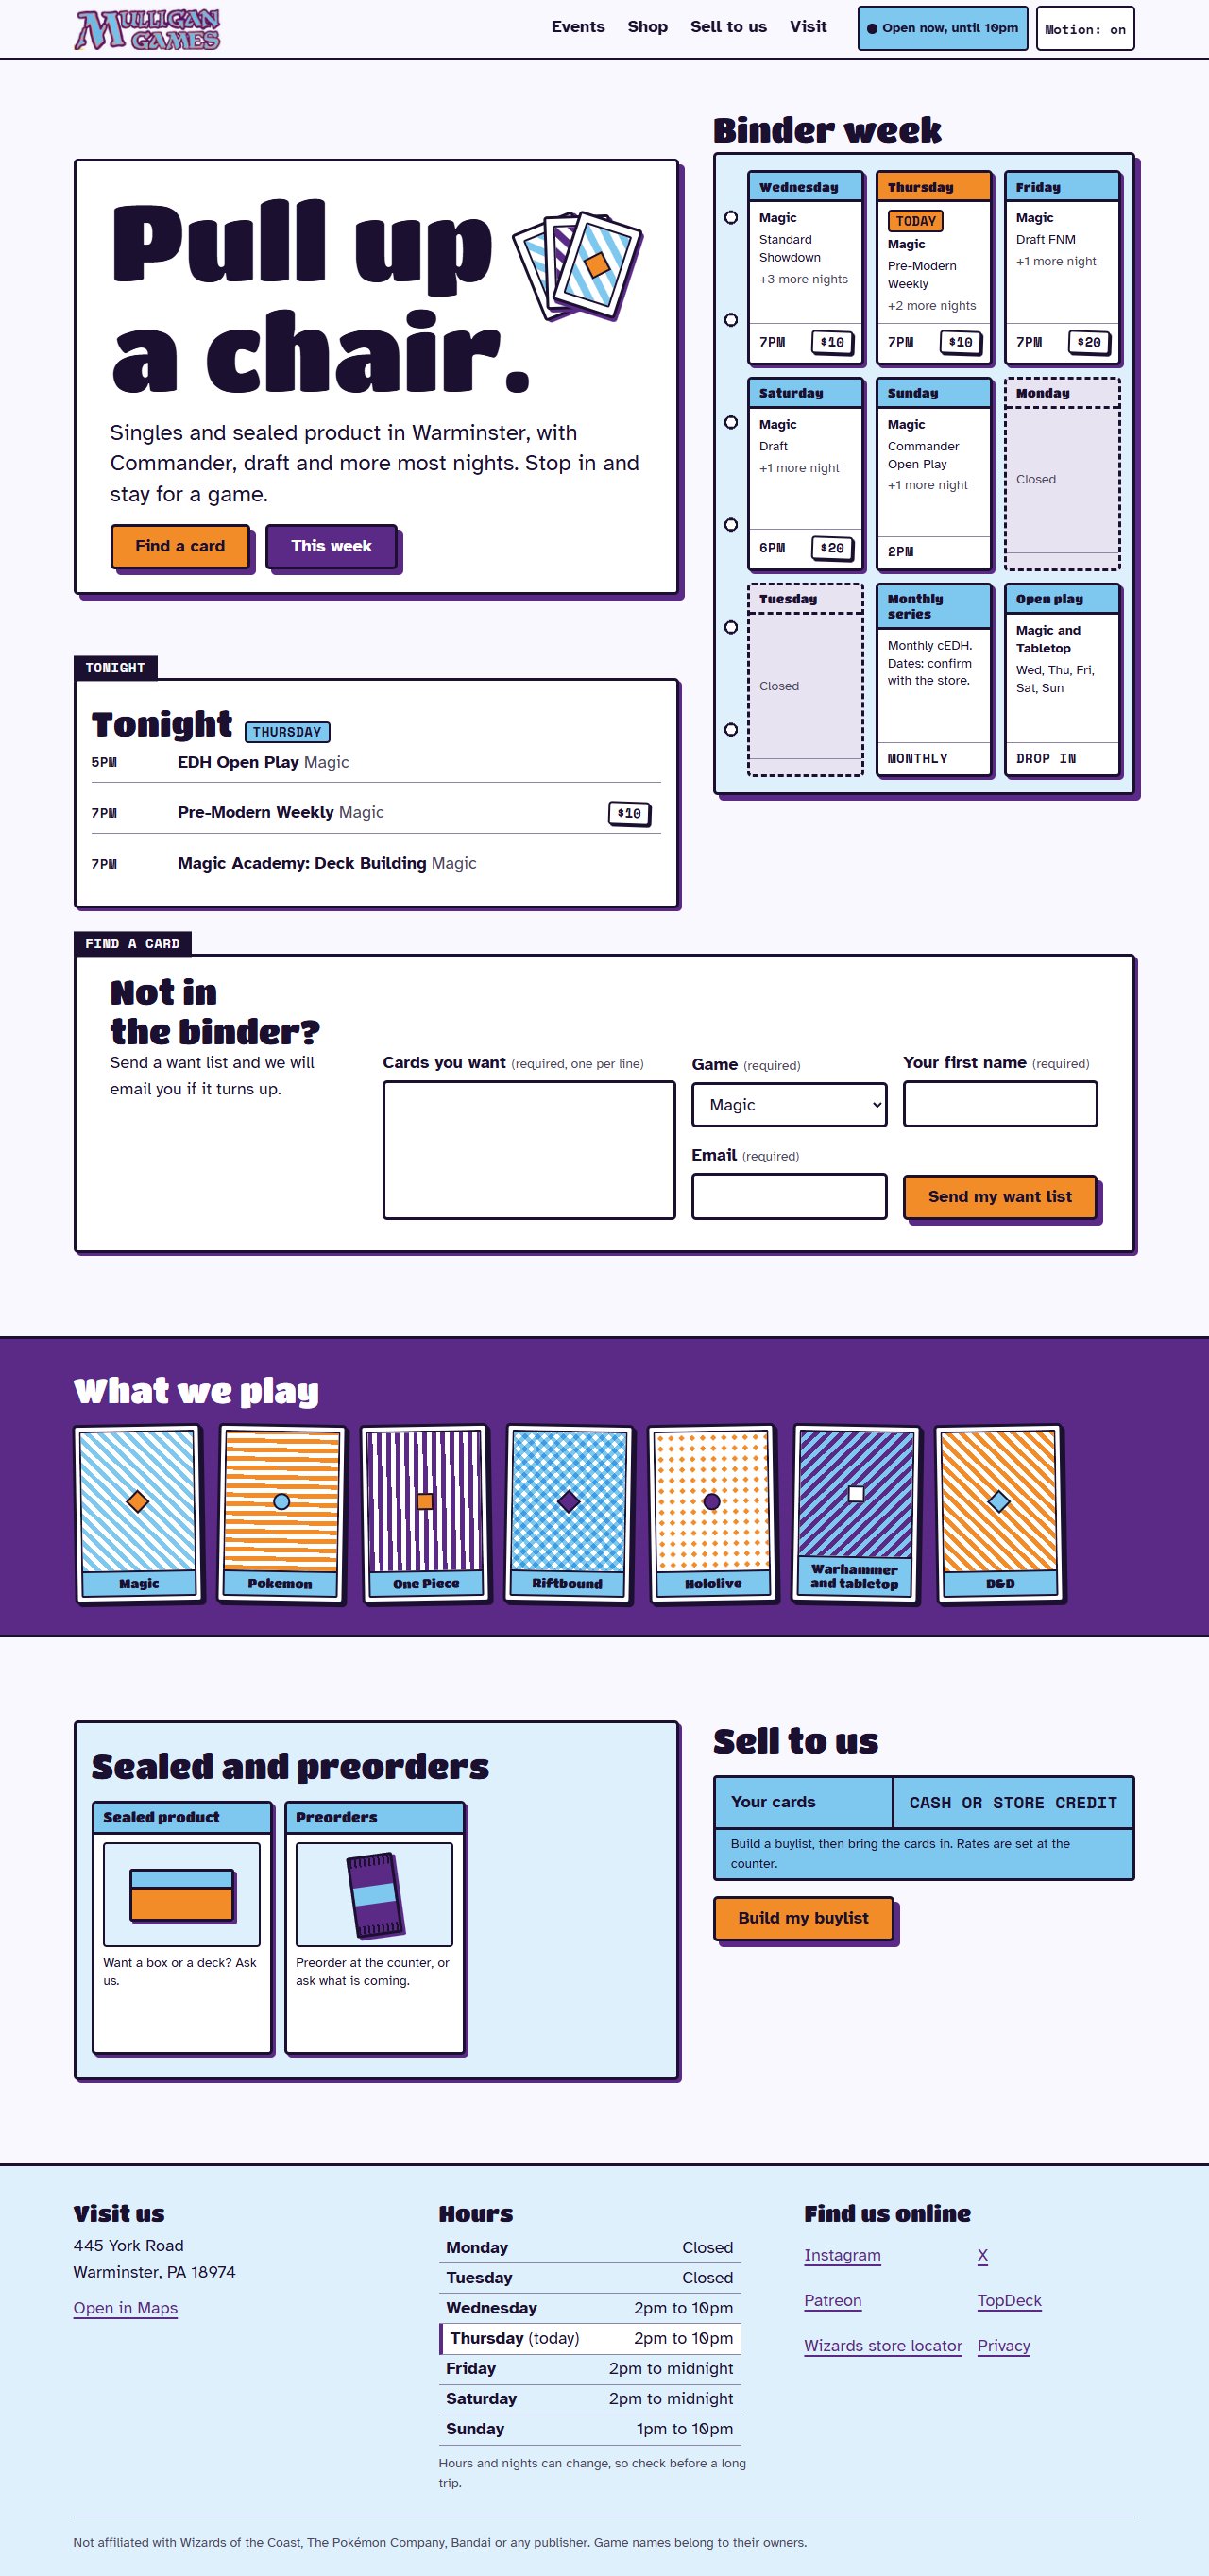 MULLIGAN
GAMES
Events Shop Sell to us Visit Open now, until 10pm Motion: on
Pull up
a chair.
Singles and sealed product in Warminster, with
Commander, draft and more most nights. Stop in and
stay for a game.
Find a card This week
Binder week
Wednesday
Magic
Standard
Showdown
+3 more nights
7PM $10
Thursday
TODAY
Magic
Pre-Modern
Weekly
+2 more nights
7PM $10
Friday
Magic
Draft FNM
+1 more night
7PM $20
Saturday
Magic
Draft
+1 more night
6PM $20
Sunday
Magic
Commander
Open Play
+1 more night
2PM
Monday
Closed
Tuesday
Closed
Monthly
series
Monthly cEDH.
Dates: confirm
with the store.
MONTHLY
Open play
Magic and
Tabletop
Wed, Thu, Fri,
Sat, Sun
DROP IN
TONIGHT
Tonight THURSDAY
5PM EDH Open Play Magic
7PM Pre-Modern Weekly Magic $10
7PM Magic Academy: Deck Building Magic
FIND A CARD
Not in
the binder?
Send a want list and we will
email you if it turns up.
Cards you want (required, one per line)
Game (required)
Magic
Your first name (required)
Email (required)
Send my want list
What we play
Magic
Pokemon
One Piece
Riftbound
Hololive
Warhammer
and tabletop
D&D
Sealed and preorders
Sealed product
Want a box or a deck? Ask
us.
Preorders
Preorder at the counter, or
ask what is coming.
Sell to us
Your cards CASH OR STORE CREDIT
Build a buylist, then bring the cards in. Rates are set at the
counter.
Build my buylist
Visit us
445 York Road
Warminster, PA 18974
Open in Maps
Hours
Monday Closed
Tuesday Closed
Wednesday 2pm to 10pm
Thursday (today) 2pm to 10pm
Friday 2pm to midnight
Saturday 2pm to midnight
Sunday 1pm to 10pm
Hours and nights can change, so check before a long
trip.
Find us online
Instagram X
Patreon TopDeck
Wizards store locator Privacy
Not affiliated with Wizards of the Coast, The Pokémon Company, Bandai or any publisher. Game names belong to their owners.